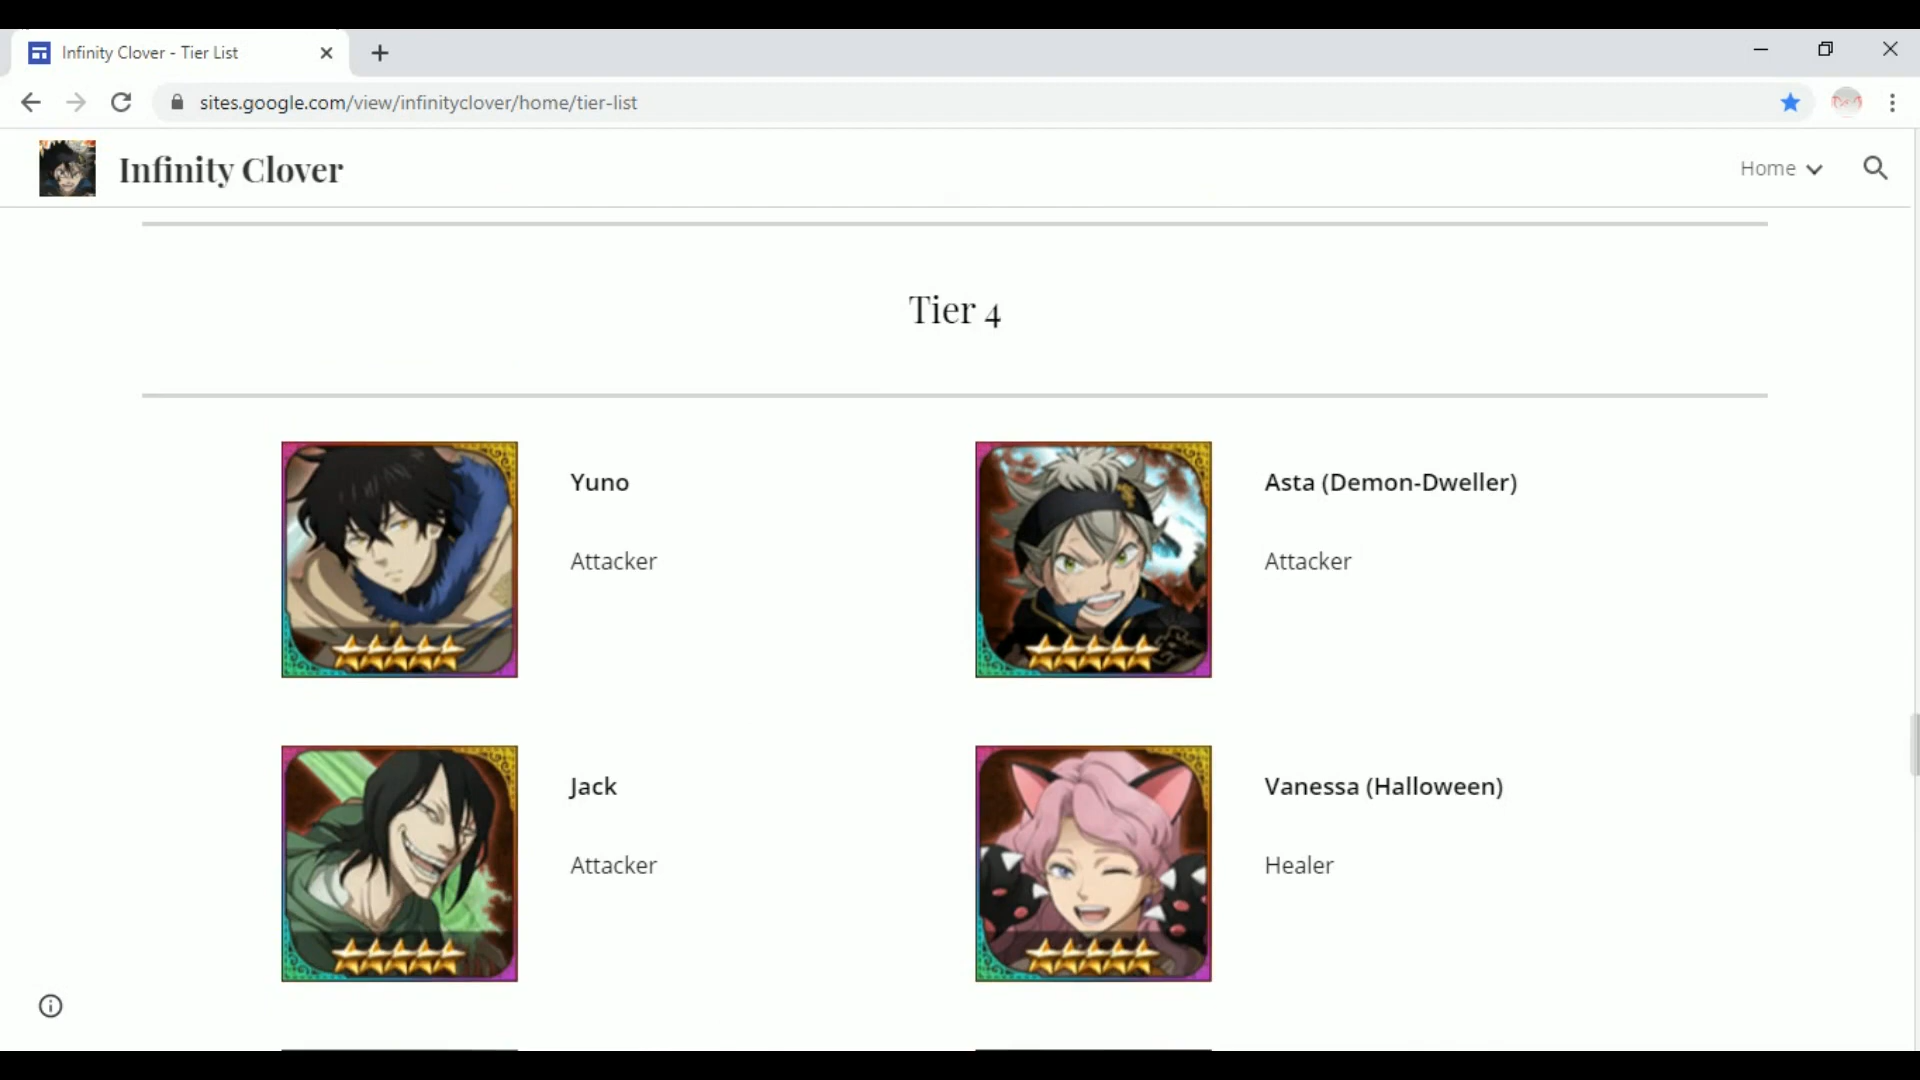 Infinity Clover - Tier List
sites.google.com/view/infinityclover/home/tier-list
Infinity Clover
Home
Tier 4
Yuno
Asta (Demon-Dweller)
Attacker
Attacker
Jack
Vanessa (Halloween)
Attacker
Healer